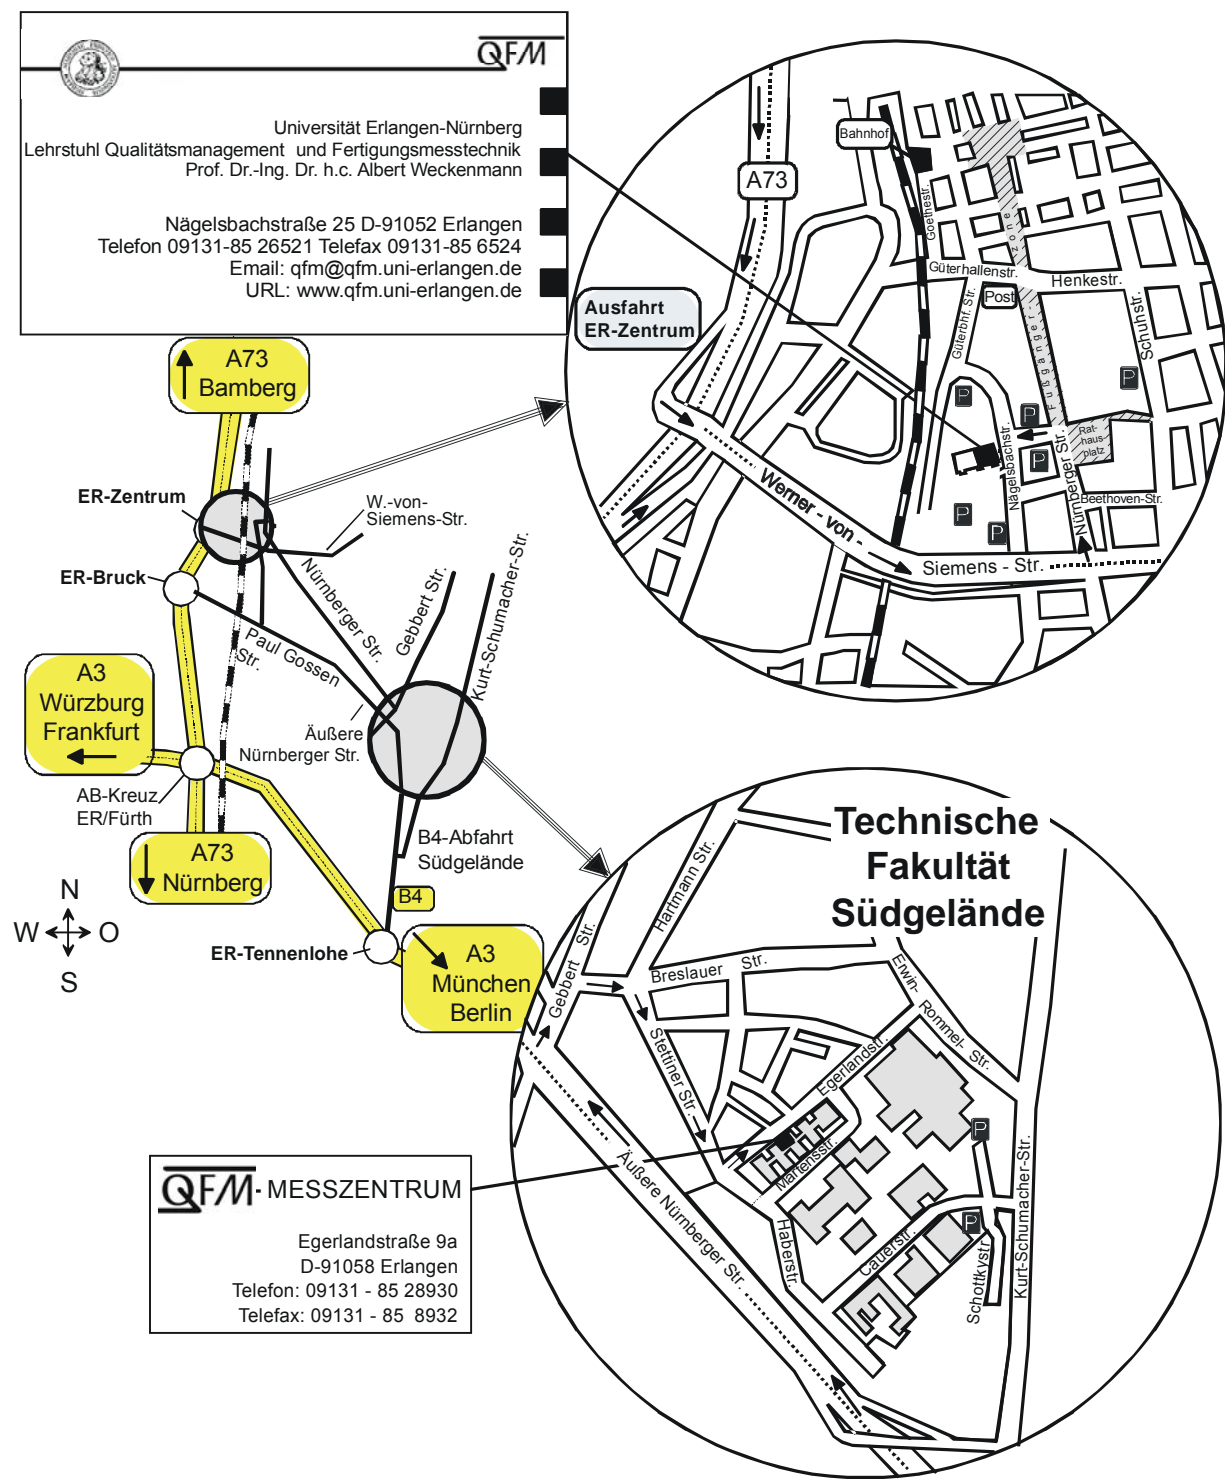 QFM
Universität Erlangen-Nürnberg
Lehrstuhl Qualitätsmanagement und Fertigungsmesstechnik
Prof. Dr.-Ing. Dr. h.c. Albert Weckenmann
Nägelsbachstraße 25 D-91052 Erlangen
Telefon 09131-85 26521 Telefax 09131-85 6524
Email: qfm@qfm.uni-erlangen.de
URL: www.qfm.uni-erlangen.de
Bahnhof
A73
Goethestr.
Güterhallenstr.
Henkestr.
Post
Ausfahrt
ER-Zentrum
Güterbhf. Str.
Fußgänger-
zone
Schuhstr.
P
P
P
P
P
P
Rat-
haus
platz
Nägelsbachstr.
Nürnberger Str.
Beethoven-Str.
Werner - von -
Siemens - Str.
A73
Bamberg
ER-Zentrum
W.-von-
Siemens-Str.
ER-Bruck
Nürnberger Str.
Gebbert Str.
Kurt-Schumacher-Str.
Paul Gossen
Str.
A3
Würzburg
Frankfurt
Äußere
Nürnberger Str.
AB-Kreuz
ER/Fürth
A73
Nürnberg
B4-Abfahrt
Südgelände
B4
N
W
O
S
ER-Tennenlohe
A3
München
Berlin
Technische
Fakultät
Südgelände
Hartmann Str.
Gebbert Str.
Breslauer Str.
Erwin-
Rommel- Str.
Stettiner Str.
Egerlandstr.
Martensstr.
P
Äußere Nürnberger Str.
Haberstr.
Cauerstr.
P
Schottkystr
Kurt-Schumacher-Str.
QFM- MESSZENTRUM
Egerlandstraße 9a
D-91058 Erlangen
Telefon: 09131 - 85 28930
Telefax: 09131 - 85 8932